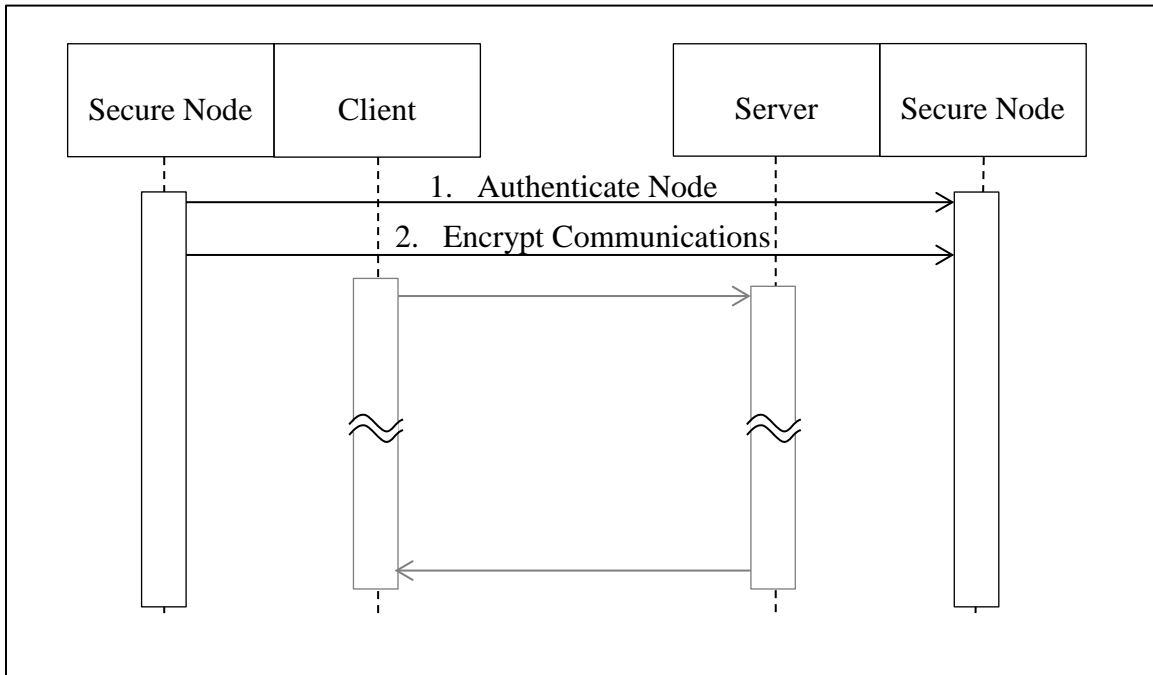 Secure Node
Client
Server
Secure Node
1. Authenticate Node
2. Encrypt Communications